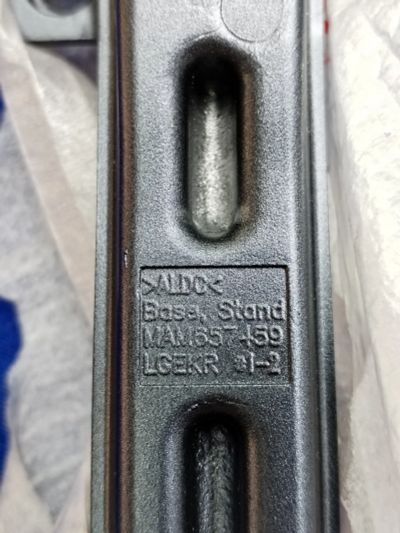 >ALDC<
Base, Stand
MAM657459
LGEKR #1-2